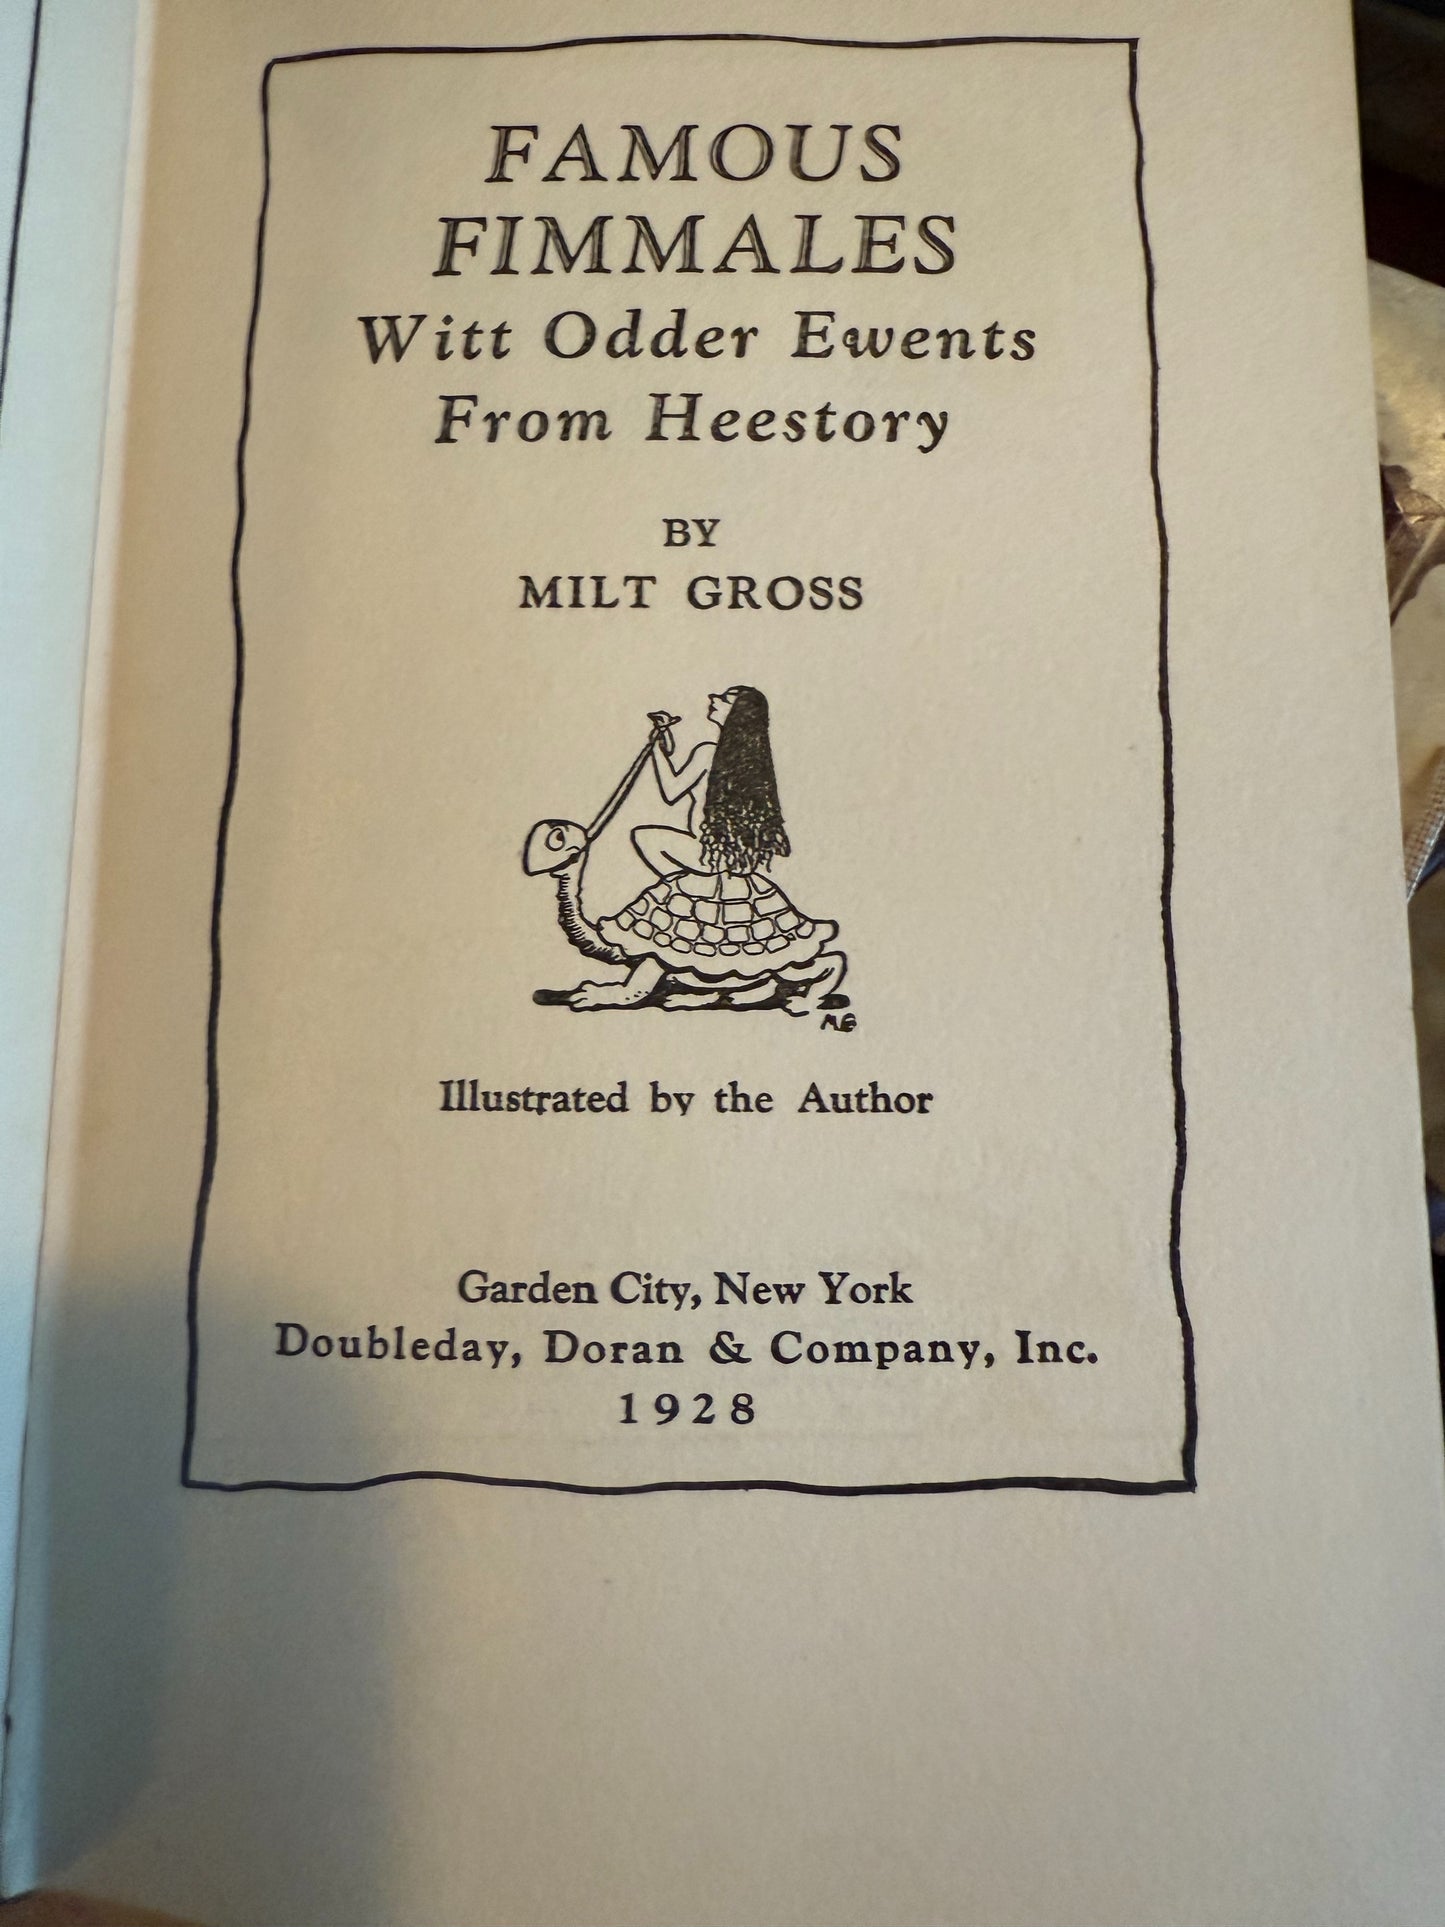 FAMOUS
FIMMALES
Witt Odder Ewents
From Heestory
BY
MILT GROSS
MG
Illustrated by the Author
Garden City, New York
Doubleday, Doran & Company, Inc.
1928